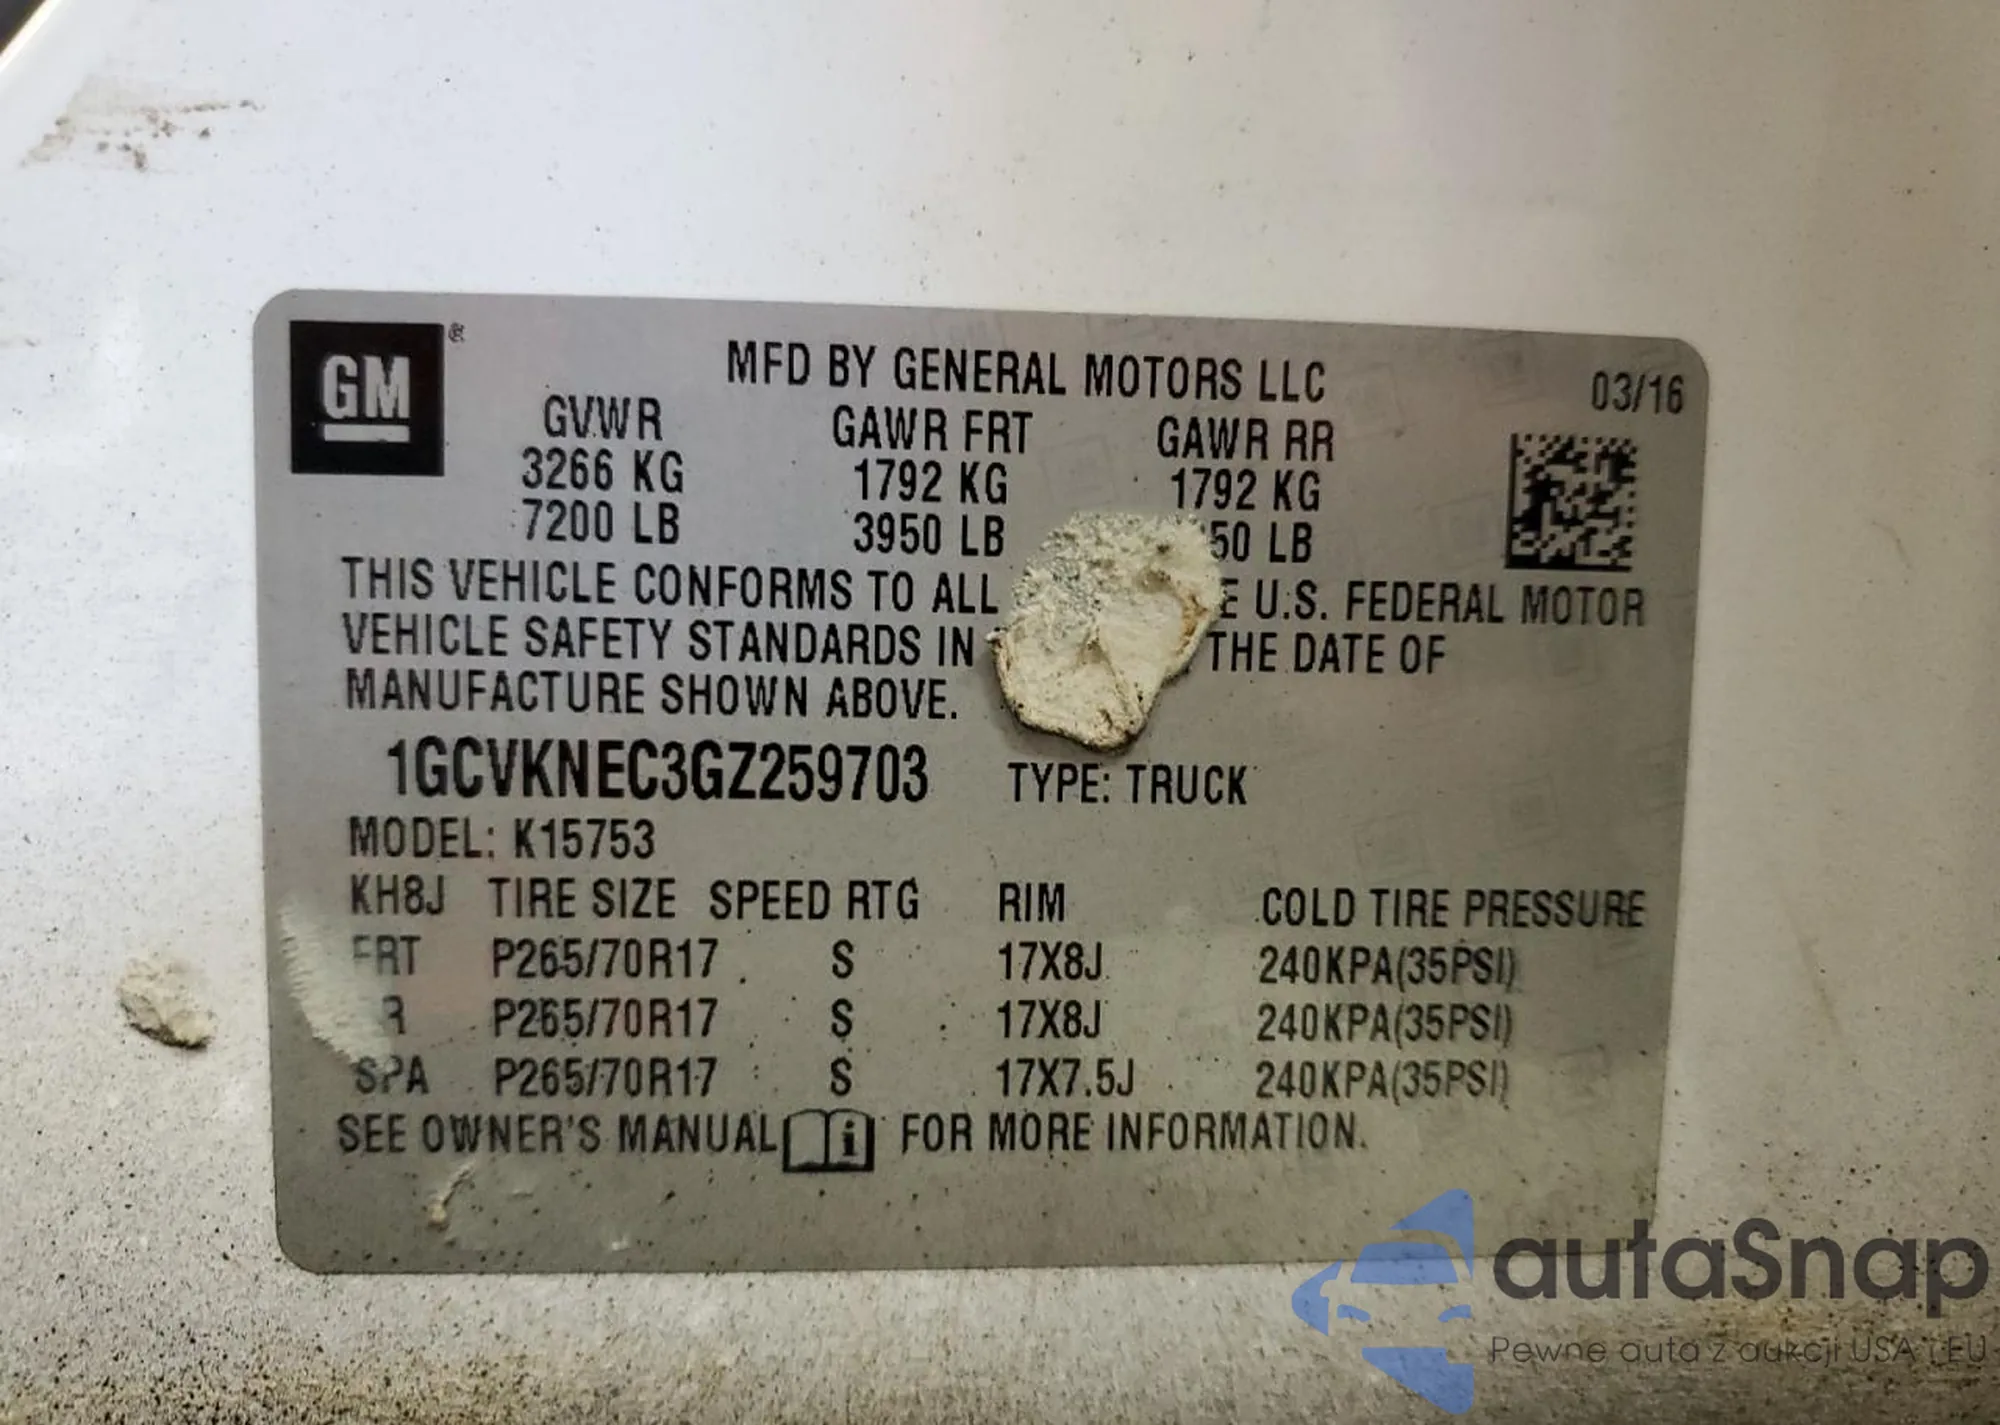 GM ®
MFD BY GENERAL MOTORS LLC 03/16
GVWR GAWR FRT GAWR RR
3266 KG 1792 KG 1792 KG
7200 LB 3950 LB 50 LB
THIS VEHICLE CONFORMS TO ALL E U.S. FEDERAL MOTOR
VEHICLE SAFETY STANDARDS IN THE DATE OF
MANUFACTURE SHOWN ABOVE.
1GCVKNEC3GZ259703 TYPE: TRUCK
MODEL: K15753
KH8J TIRE SIZE SPEED RTG RIM COLD TIRE PRESSURE
FRT P265/70R17 S 17X8J 240KPA(35PSI)
R P265/70R17 S 17X8J 240KPA(35PSI)
SPA P265/70R17 S 17X7.5J 240KPA(35PSI)
SEE OWNER'S MANUAL i FOR MORE INFORMATION.
autaSnap
Pewne auta z aukcji USA i EU